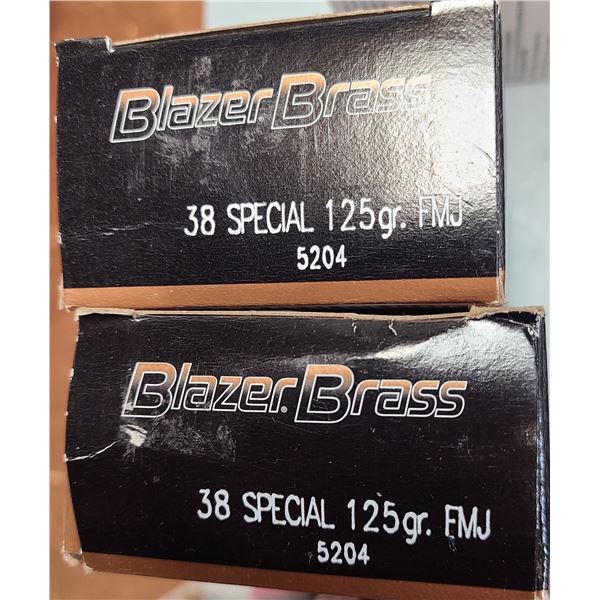 Blazer Brass
38 SPECIAL 125gr. FMJ
5204
Blazer® Brass
38 SPECIAL 125gr. FMJ
5204